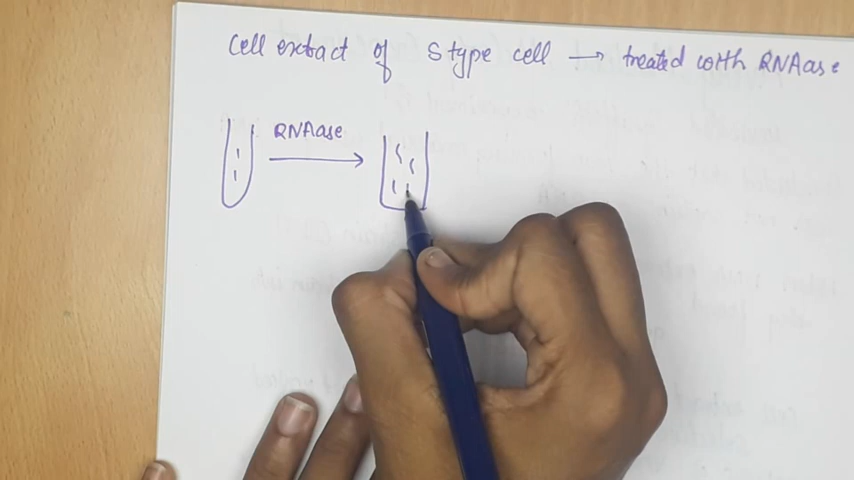 Cell extract of S type cell → treated with RNAase
RNAase